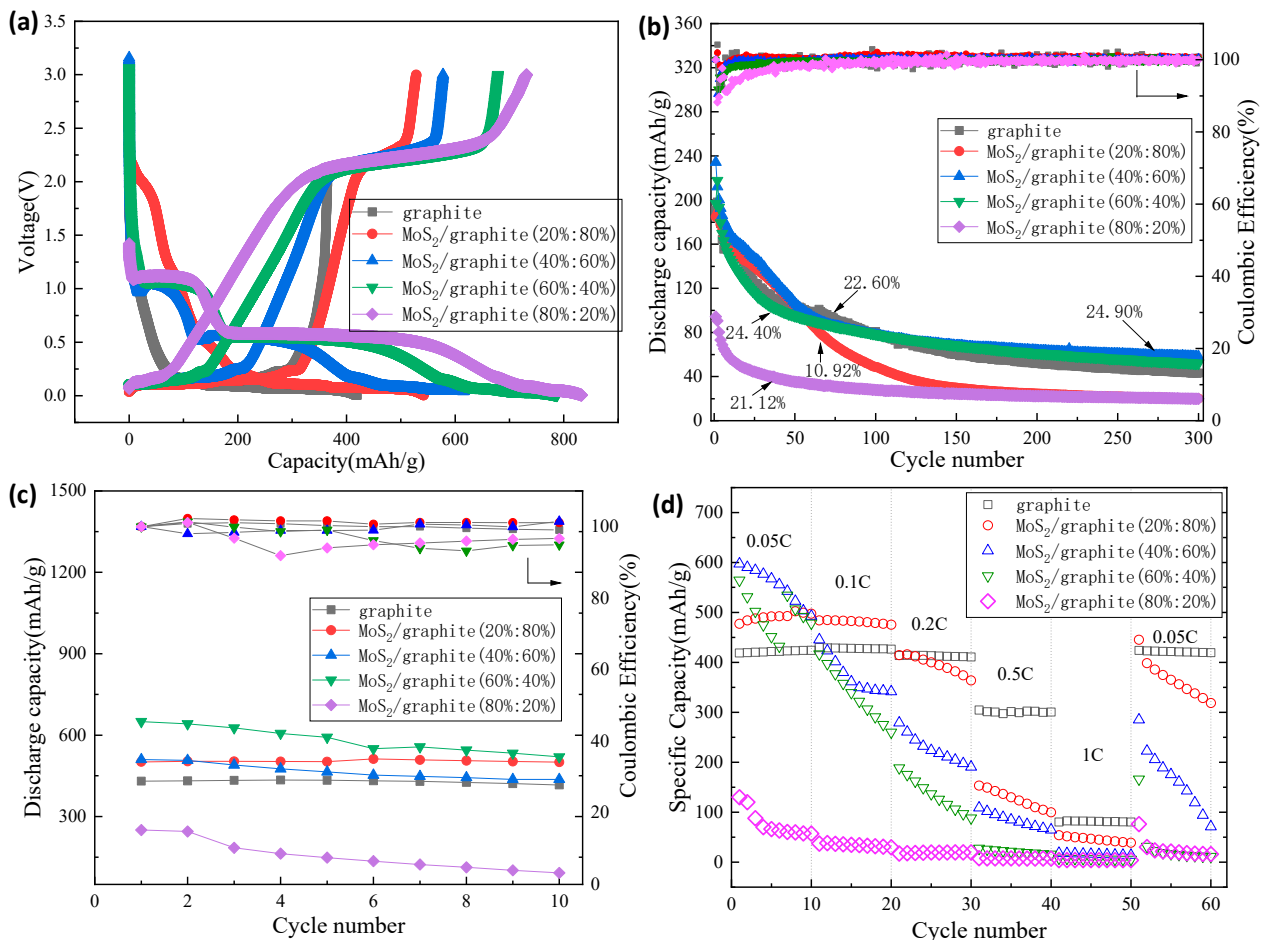 (a)
3.5
3.0
2.5
2.0
1.5
1.0
0.5
0.0
Voltage(V)
graphite
MoS2/graphite(20%:80%)
MoS2/graphite(40%:60%)
MoS2/graphite(60%:40%)
MoS2/graphite(80%:20%)
0 200 400 600 800
Capacity(mAh/g)
(b)
360
320
280
240
200
160
120
80
40
0
Discharge capacity(mAh/g)
graphite
MoS2/graphite(20%:80%)
MoS2/graphite(40%:60%)
MoS2/graphite(60%:40%)
MoS2/graphite(80%:20%)
22.60%
24.90%
24.40%
10.92%
21.12%
100
80
60
40
20
0
Coulombic Efficiency(%)
0 50 100 150 200 250 300
Cycle number
(c)
1500
1300
1100
900
700
500
300
Discharge capacity(mAh/g)
graphite
MoS2/graphite(20%:80%)
MoS2/graphite(40%:60%)
MoS2/graphite(60%:40%)
MoS2/graphite(80%:20%)
100
80
60
40
20
0
Coulombic Efficiency(%)
0 2 4 6 8 10
Cycle number
(d)
700
600
500
400
300
200
100
0
Specific Capacity(mAh/g)
graphite
MoS2/graphite(20%:80%)
MoS2/graphite(40%:60%)
MoS2/graphite(60%:40%)
MoS2/graphite(80%:20%)
0.05C
0.1C
0.2C
0.5C
1C
0.05C
0 10 20 30 40 50 60
Cycle number